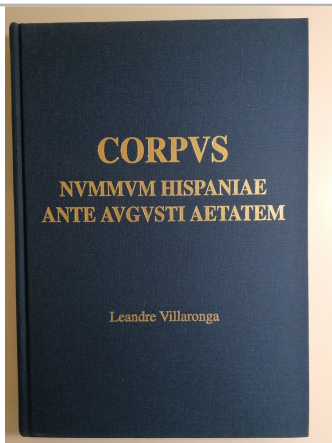 CORPVS
NVMMVM HISPANIAE
ANTE AVGVSTI AETATEM
Leandre Villaronga